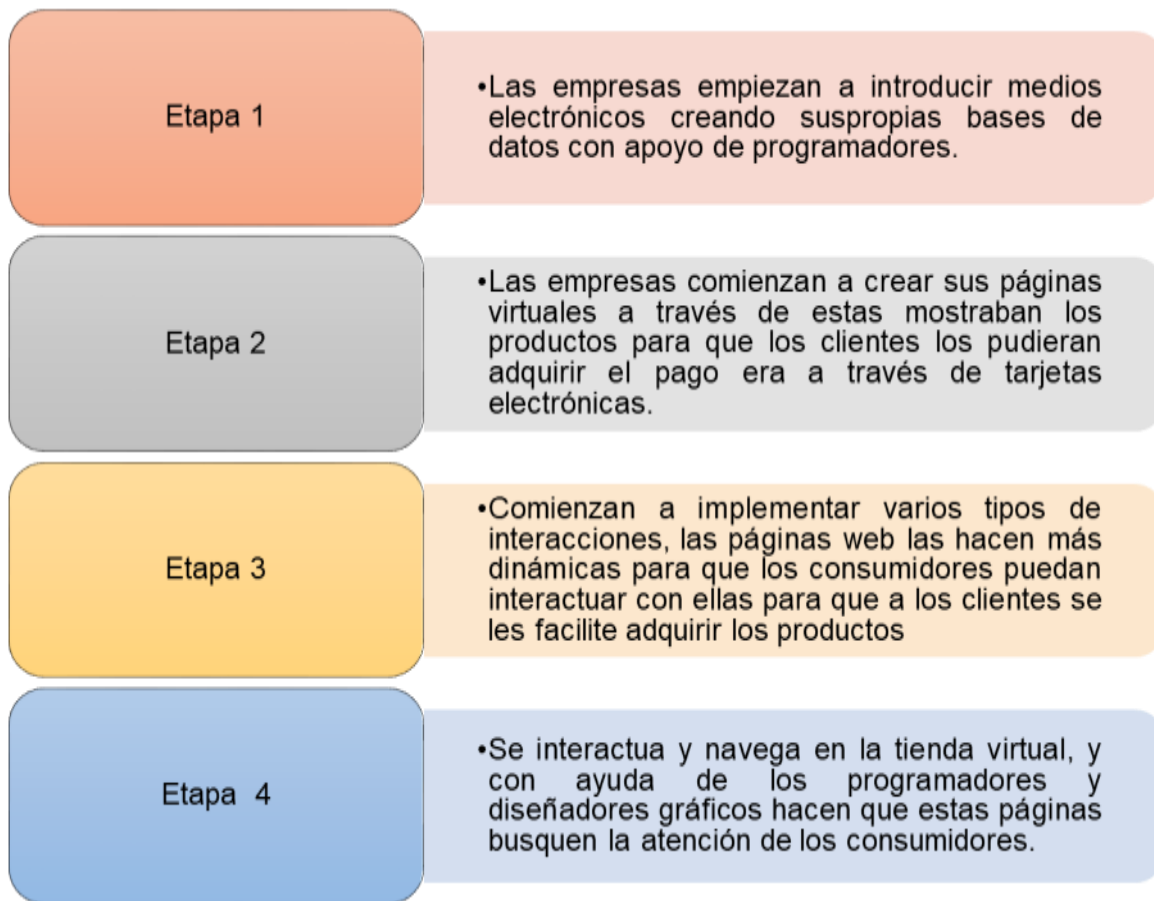 Etapa 1
•Las empresas empiezan a introducir medios
electrónicos creando suspropias bases de
datos con apoyo de programadores.
Etapa 2
•Las empresas comienzan a crear sus páginas
virtuales a través de estas mostraban los
productos para que los clientes los pudieran
adquirir el pago era a través de tarjetas
electrónicas.
Etapa 3
•Comienzan a implementar varios tipos de
interacciones, las páginas web las hacen más
dinámicas para que los consumidores puedan
interactuar con ellas para que a los clientes se
les facilite adquirir los productos
Etapa 4
•Se interactua y navega en la tienda virtual, y
con ayuda de los programadores y
diseñadores gráficos hacen que estas páginas
busquen la atención de los consumidores.